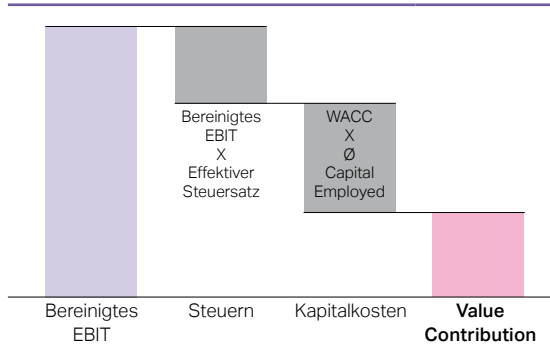 Bereinigtes
EBIT
X
Effektiver
Steuersatz
WACC
X
Ø
Capital
Employed
Bereinigtes
EBIT
Steuern
Kapitalkosten
Value
Contribution